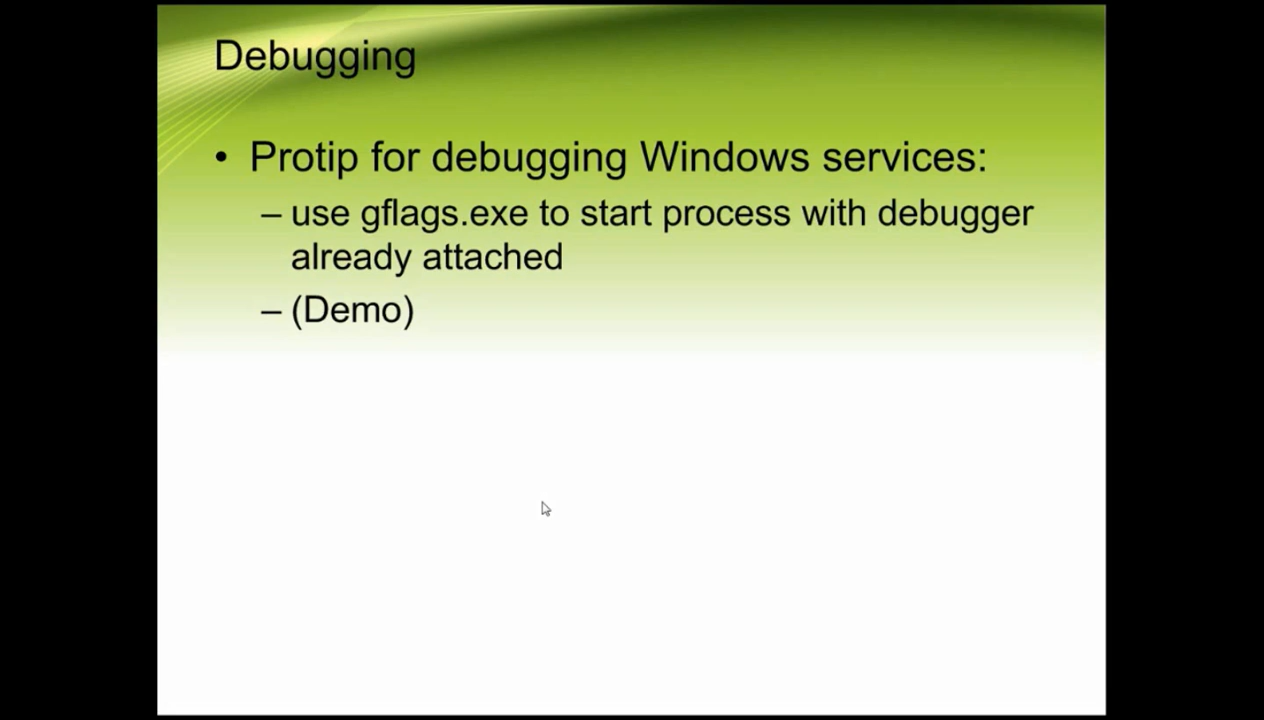 Debugging
• Protip for debugging Windows services:
– use gflags.exe to start process with debugger
already attached
– (Demo)